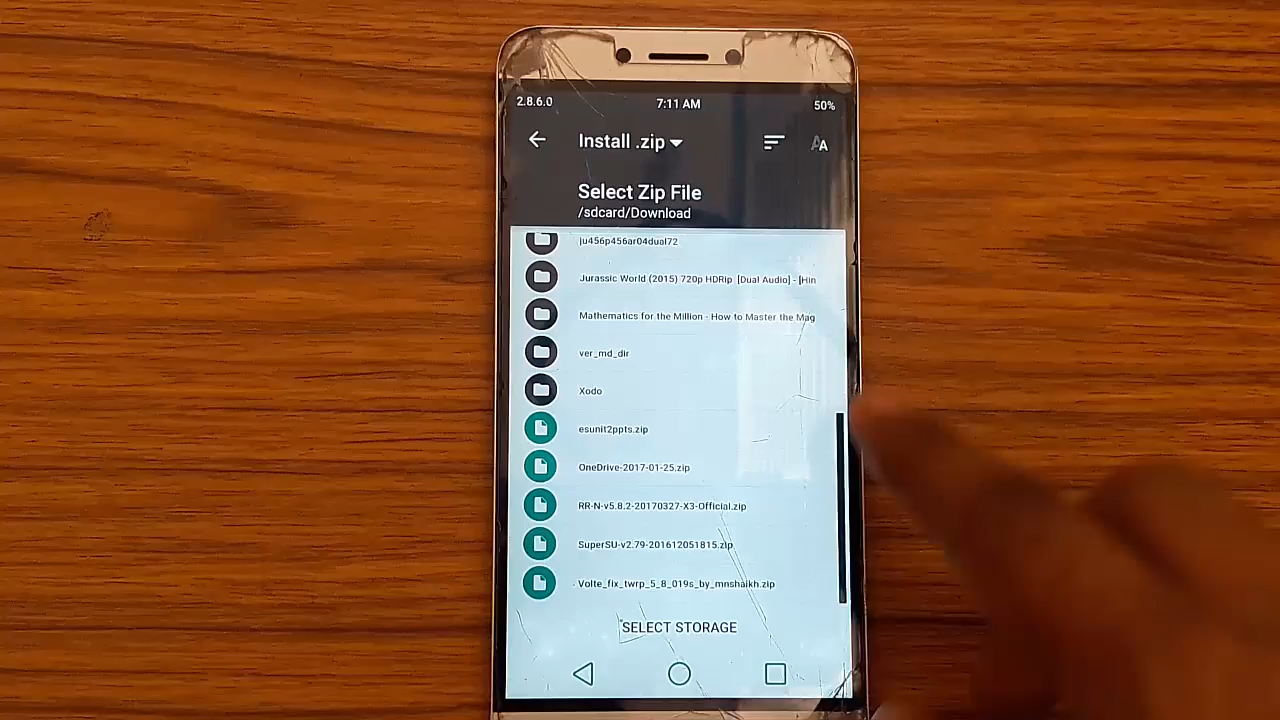 2.8.6.0 7:11 AM 50%
Install .zip
AA
Select Zip File
/sdcard/Download
ju456p456ar04dual72
Jurassic World (2015) 720p HDRip [Dual Audio] - [Hin
Mathematics for the Million - How to Master the Mag
ver_md_dir
Xodo
esunit2ppts.zip
OneDrive-2017-01-25.zip
RR-N-v5.8.2-20170327-X3-Official.zip
SuperSU-v2.79-201612051815.zip
Volte_fix_twrp_5_8_019s_by_mnshaikh.zip
SELECT STORAGE